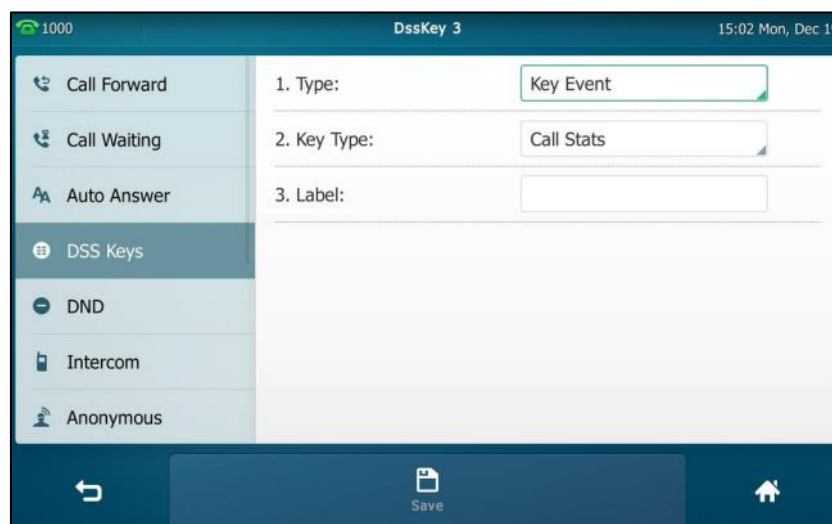 1000 DssKey 3 15:02 Mon, Dec 1
Call Forward
Call Waiting
Auto Answer
DSS Keys
DND
Intercom
Anonymous
1. Type: Key Event
2. Key Type: Call Stats
3. Label:
Save